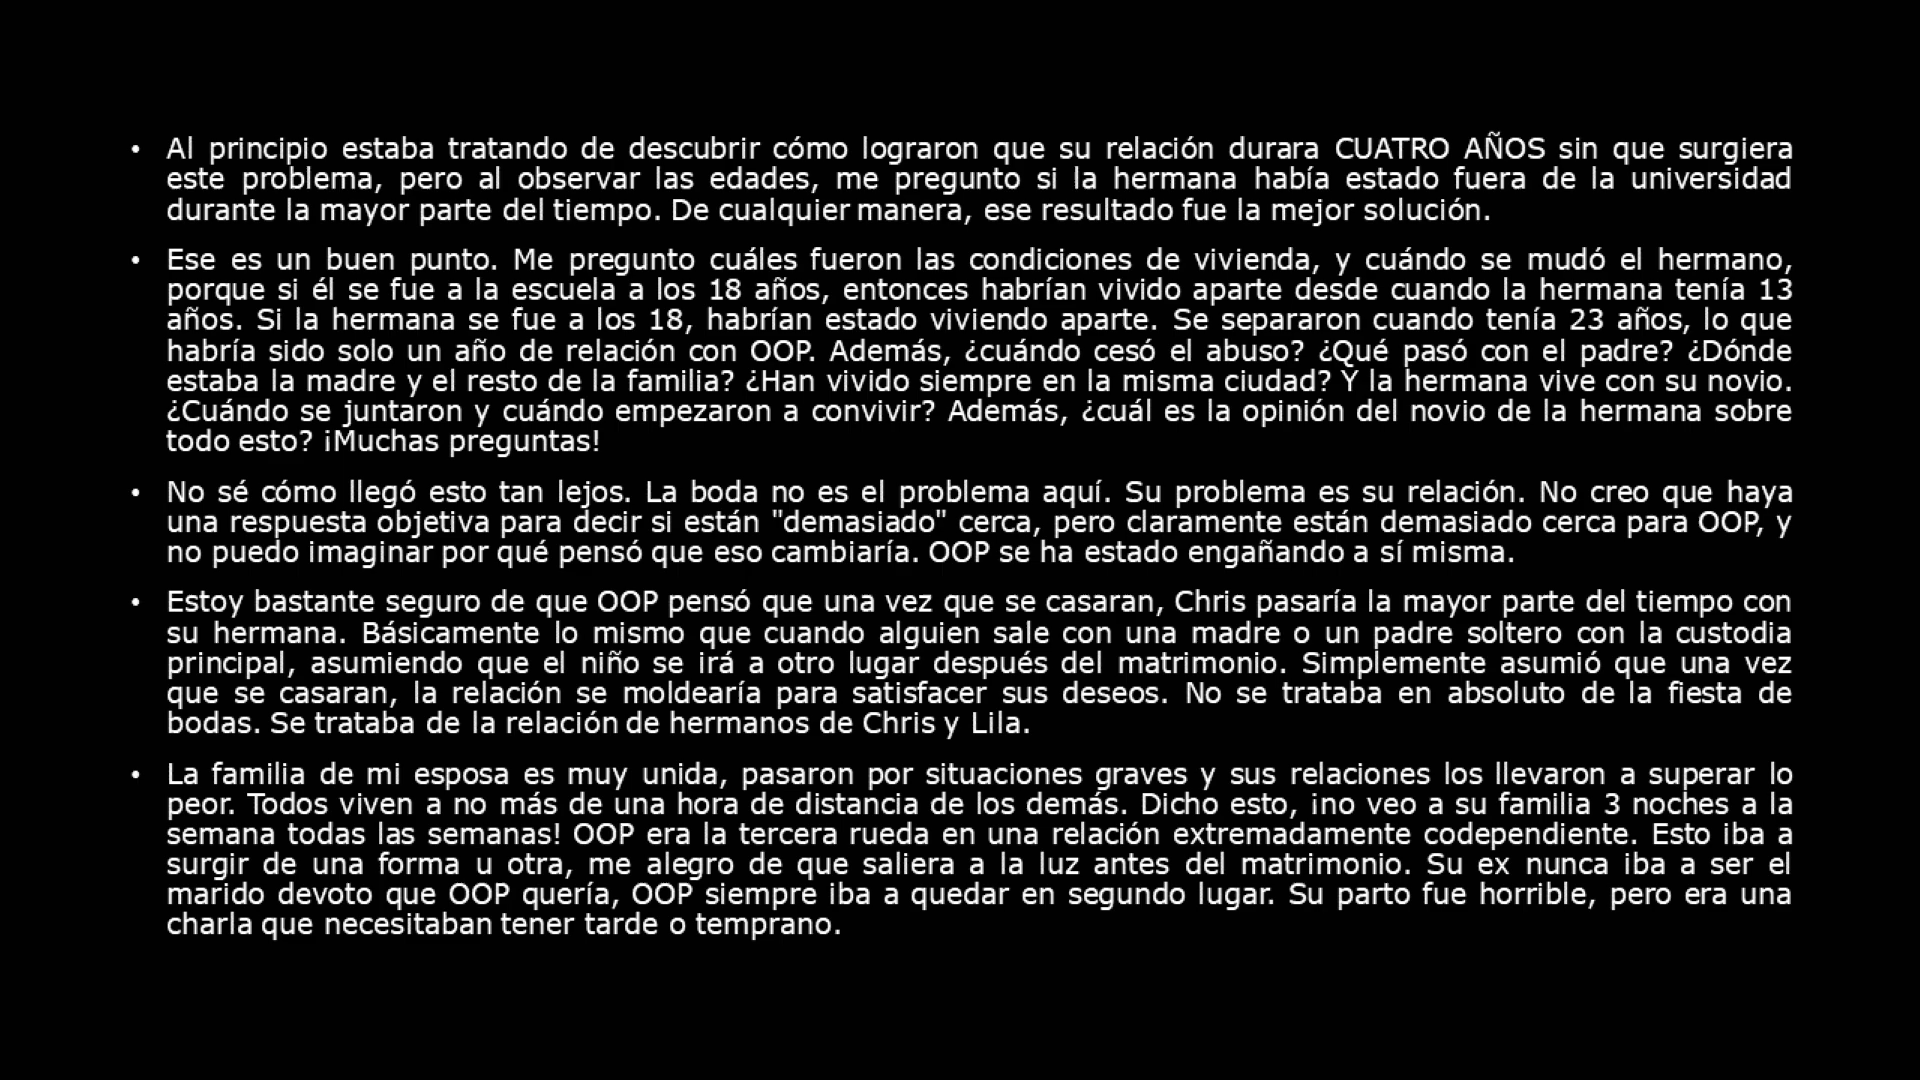 • Al principio estaba tratando de descubrir cómo lograron que su relación durara CUATRO AÑOS sin que surgiera
este problema, pero al observar las edades, me pregunto si la hermana había estado fuera de la universidad
durante la mayor parte del tiempo. De cualquier manera, ese resultado fue la mejor solución.
• Ese es un buen punto. Me pregunto cuáles fueron las condiciones de vivienda, y cuándo se mudó el hermano,
porque si él se fue a la escuela a los 18 años, entonces habrían vivido aparte desde cuando la hermana tenía 13
años. Si la hermana se fue a los 18, habrían estado viviendo aparte. Se separaron cuando tenía 23 años, lo que
habría sido solo un año de relación con OOP. Además, ¿cuándo cesó el abuso? ¿Qué pasó con el padre? ¿Dónde
estaba la madre y el resto de la familia? ¿Han vivido siempre en la misma ciudad? Y la hermana vive con su novio.
¿Cuándo se juntaron y cuándo empezaron a convivir? Además, ¿cuál es la opinión del novio de la hermana sobre
todo esto? ¡Muchas preguntas!
• No sé cómo llegó esto tan lejos. La boda no es el problema aquí. Su problema es su relación. No creo que haya
una respuesta objetiva para decir si están "demasiado" cerca, pero claramente están demasiado cerca para OOP, y
no puedo imaginar por qué pensó que eso cambiaría. OOP se ha estado engañando a sí misma.
• Estoy bastante seguro de que OOP pensó que una vez que se casaran, Chris pasaría la mayor parte del tiempo con
su hermana. Básicamente lo mismo que cuando alguien sale con una madre o un padre soltero con la custodia
principal, asumiendo que el niño se irá a otro lugar después del matrimonio. Simplemente asumió que una vez
que se casaran, la relación se moldearía para satisfacer sus deseos. No se trataba en absoluto de la fiesta de
bodas. Se trataba de la relación de hermanos de Chris y Lila.
• La familia de mi esposa es muy unida, pasaron por situaciones graves y sus relaciones los llevaron a superar lo
peor. Todos viven a no más de una hora de distancia de los demás. Dicho esto, ¡no veo a su familia 3 noches a la
semana todas las semanas! OOP era la tercera rueda en una relación extremadamente codependiente. Esto iba a
surgir de una forma u otra, me alegro de que saliera a la luz antes del matrimonio. Su ex nunca iba a ser el
marido devoto que OOP quería, OOP siempre iba a quedar en segundo lugar. Su parto fue horrible, pero era una
charla que necesitaban tener tarde o temprano.